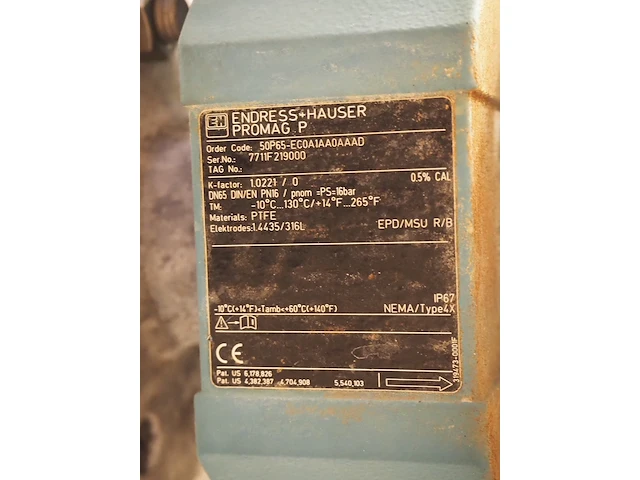 EH ENDRESS+HAUSER
PROMAG P
Order Code: 50P65-EC0A1AA0AAAD
Ser.No.: 7711F219000
TAG No.:
K-factor: 1.0221 / 0 0.5% CAL
DN65 DIN/EN PN16 / pnom =PS=16bar
TM: -10°C...130°C/+14°F...265°F
Materials: PTFE
Elektrodes:1.4435/316L EPD/MSU R/B
IP67
-10°C(+14°F)<Tamb<+60°C(+140°F) NEMA/Type4X
CE
Pat. US 6,178,826
Pat. US 4,382,387 4,704,908 5,540,103
319473-0001F